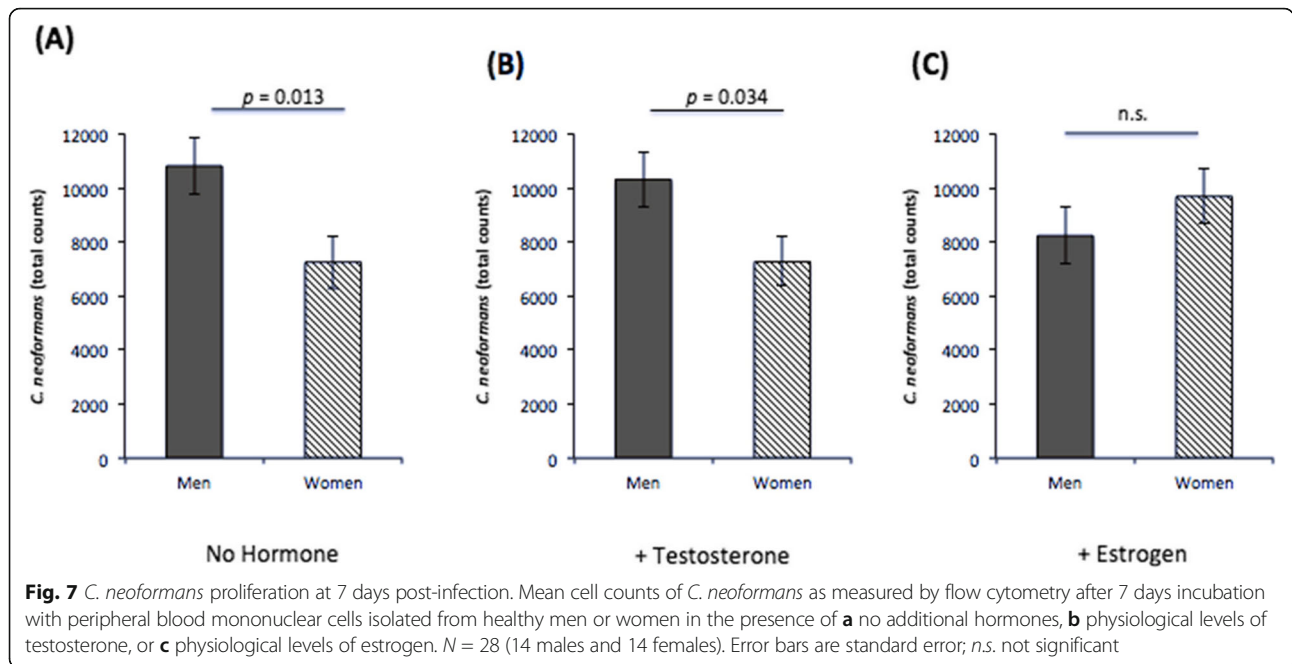 (A)
p = 0.013
12000
10000
8000
6000
4000
2000
0
C. neoformans (total counts)
Men
Women
No Hormone
(B)
p = 0.034
12000
10000
8000
6000
4000
2000
0
C. neoformans (total counts)
Men
Women
+ Testosterone
(C)
n.s.
12000
10000
8000
6000
4000
2000
0
C. neoformans (total counts)
Men
Women
+ Estrogen
Fig. 7 C. neoformans proliferation at 7 days post-infection. Mean cell counts of C. neoformans as measured by flow cytometry after 7 days incubation
with peripheral blood mononuclear cells isolated from healthy men or women in the presence of a no additional hormones, b physiological levels of
testosterone, or c physiological levels of estrogen. N = 28 (14 males and 14 females). Error bars are standard error; n.s. not significant